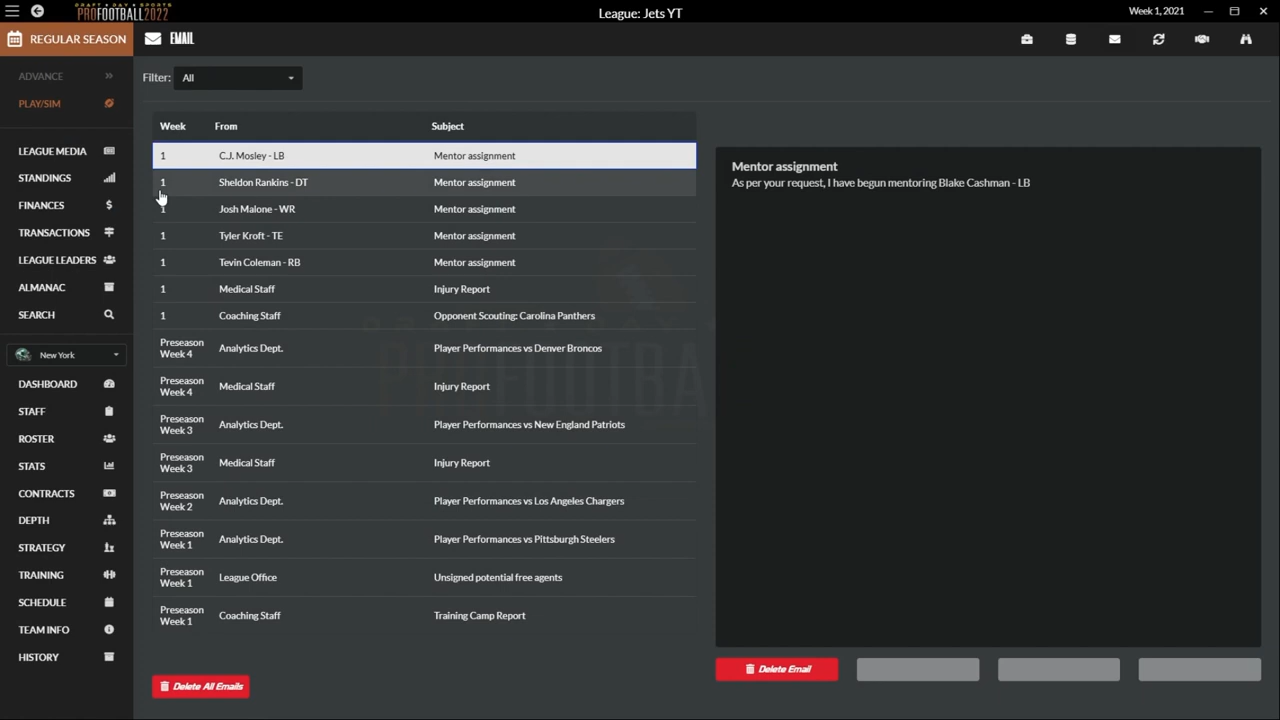 DRAFT • DAY • SPORTS
PROFOOTBALL2022
League: Jets YT
Week 1, 2021
REGULAR SEASON
EMAIL
ADVANCE
PLAY/SIM
LEAGUE MEDIA
STANDINGS
FINANCES
TRANSACTIONS
LEAGUE LEADERS
ALMANAC
SEARCH
New York
DASHBOARD
STAFF
ROSTER
STATS
CONTRACTS
DEPTH
STRATEGY
TRAINING
SCHEDULE
TEAM INFO
HISTORY
Filter: All
Week From Subject
1 C.J. Mosley - LB Mentor assignment
1 Sheldon Rankins - DT Mentor assignment
1 Josh Malone - WR Mentor assignment
1 Tyler Kroft - TE Mentor assignment
1 Tevin Coleman - RB Mentor assignment
1 Medical Staff Injury Report
1 Coaching Staff Opponent Scouting: Carolina Panthers
Preseason
Week 4 Analytics Dept. Player Performances vs Denver Broncos
Preseason
Week 4 Medical Staff Injury Report
Preseason
Week 3 Analytics Dept. Player Performances vs New England Patriots
Preseason
Week 3 Medical Staff Injury Report
Preseason
Week 2 Analytics Dept. Player Performances vs Los Angeles Chargers
Preseason
Week 1 Analytics Dept. Player Performances vs Pittsburgh Steelers
Preseason
Week 1 League Office Unsigned potential free agents
Preseason
Week 1 Coaching Staff Training Camp Report
Delete All Emails
Mentor assignment
As per your request, I have begun mentoring Blake Cashman - LB
Delete Email